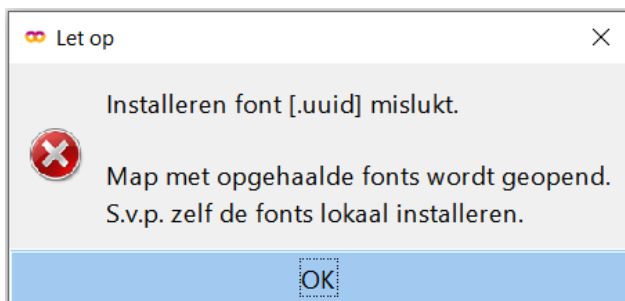 Let op
Installeren font [.uuid] mislukt.
Map met opgehaalde fonts wordt geopend.
S.v.p. zelf de fonts lokaal installeren.
OK